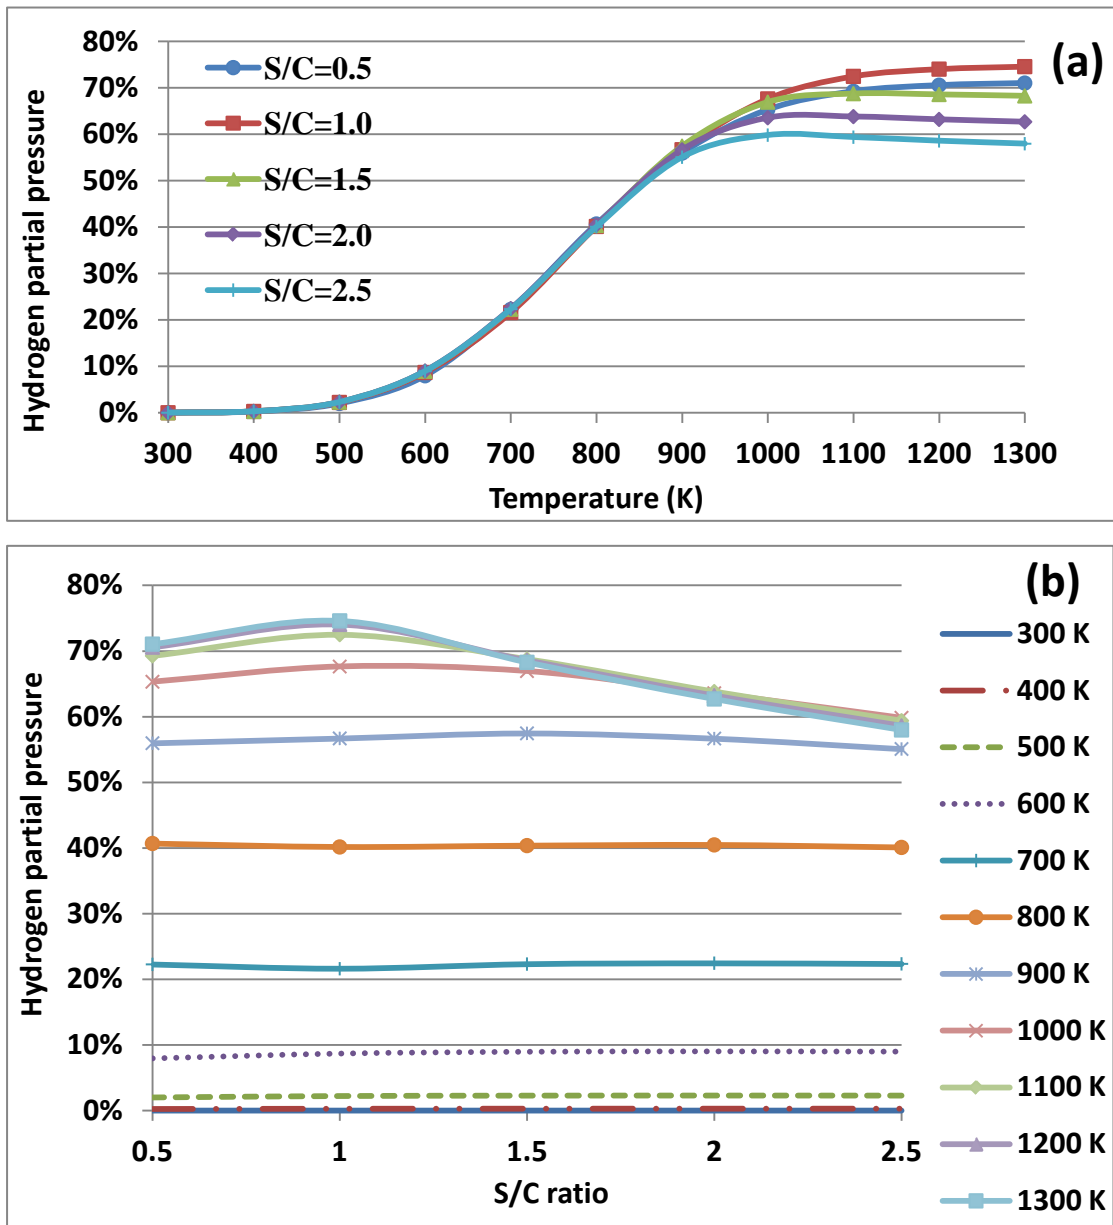 (a)
80%
70%
60%
50%
40%
30%
20%
10%
0%
Hydrogen partial pressure
S/C=0.5
S/C=1.0
S/C=1.5
S/C=2.0
S/C=2.5
300 400 500 600 700 800 900 1000 1100 1200 1300
Temperature (K)
(b)
80%
70%
60%
50%
40%
30%
20%
10%
0%
Hydrogen partial pressure
0.5 1 1.5 2 2.5
S/C ratio
300 K
400 K
500 K
600 K
700 K
800 K
900 K
1000 K
1100 K
1200 K
1300 K